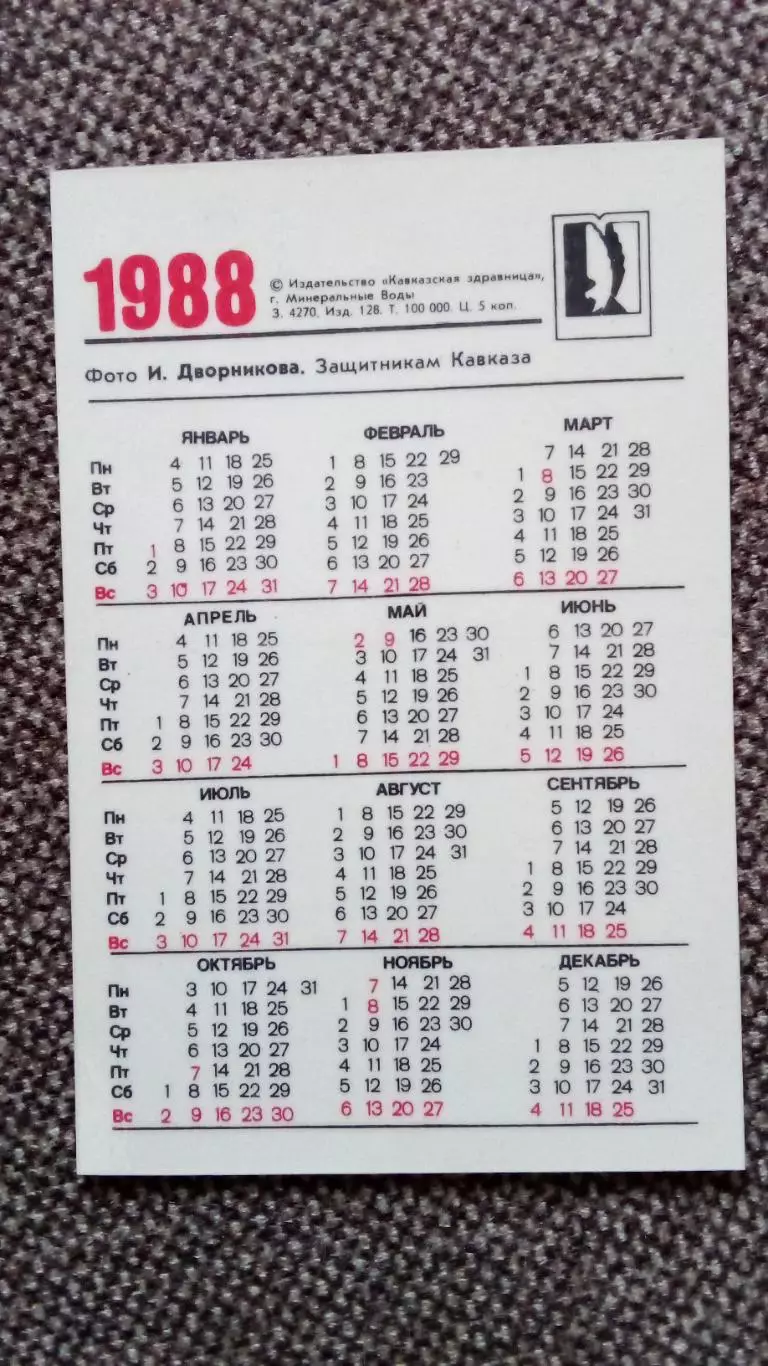 1988
© Издательство «Кавказская здравница»,
г. Минеральные Воды
З. 4270. Изд. 128. Т. 100 000. Ц. 5 коп.
Фото И. Дворникова. Защитникам Кавказа
ЯНВАРЬ ФЕВРАЛЬ МАРТ
Пн 4 11 18 25 1 8 15 22 29 7 14 21 28
Вт 5 12 19 26 2 9 16 23 1 8 15 22 29
Ср 6 13 20 27 3 10 17 24 2 9 16 23 30
Чт 7 14 21 28 4 11 18 25 3 10 17 24 31
Пт 1 8 15 22 29 5 12 19 26 4 11 18 25
Сб 2 9 16 23 30 6 13 20 27 5 12 19 26
Вс 3 10 17 24 31 7 14 21 28 6 13 20 27
АПРЕЛЬ МАЙ ИЮНЬ
Пн 4 11 18 25 2 9 16 23 30 6 13 20 27
Вт 5 12 19 26 3 10 17 24 31 7 14 21 28
Ср 6 13 20 27 4 11 18 25 1 8 15 22 29
Чт 7 14 21 28 5 12 19 26 2 9 16 23 30
Пт 1 8 15 22 29 6 13 20 27 3 10 17 24
Сб 2 9 16 23 30 7 14 21 28 4 11 18 25
Вс 3 10 17 24 1 8 15 22 29 5 12 19 26
ИЮЛЬ АВГУСТ СЕНТЯБРЬ
Пн 4 11 18 25 1 8 15 22 29 5 12 19 26
Вт 5 12 19 26 2 9 16 23 30 6 13 20 27
Ср 6 13 20 27 3 10 17 24 31 7 14 21 28
Чт 7 14 21 28 4 11 18 25 1 8 15 22 29
Пт 1 8 15 22 29 5 12 19 26 2 9 16 23 30
Сб 2 9 16 23 30 6 13 20 27 3 10 17 24
Вс 3 10 17 24 31 7 14 21 28 4 11 18 25
ОКТЯБРЬ НОЯБРЬ ДЕКАБРЬ
Пн 3 10 17 24 31 7 14 21 28 5 12 19 26
Вт 4 11 18 25 1 8 15 22 29 6 13 20 27
Ср 5 12 19 26 2 9 16 23 30 7 14 21 28
Чт 6 13 20 27 3 10 17 24 1 8 15 22 29
Пт 7 14 21 28 4 11 18 25 2 9 16 23 30
Сб 1 8 15 22 29 5 12 19 26 3 10 17 24 31
Вс 2 9 16 23 30 6 13 20 27 4 11 18 25